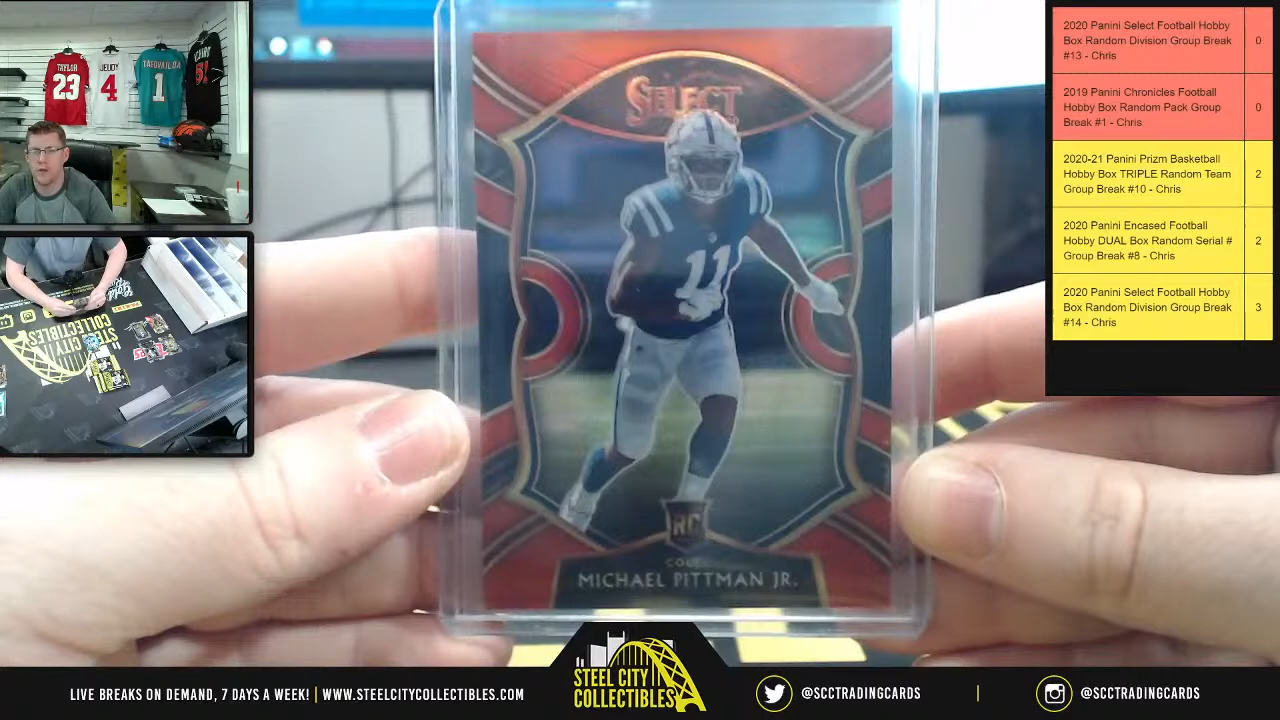 TAYLOR
23
JEUDY
4
TAGOVAILOA
1
51
STEEL CITY
COLLECTIBLES
SELECT
11
RC
COLTS
MICHAEL PITTMAN JR.
2020 Panini Select Football Hobby
Box Random Division Group Break
#13 - Chris
0
2019 Panini Chronicles Football
Hobby Box Random Pack Group
Break #1 - Chris
0
2020-21 Panini Prizm Basketball
Hobby Box TRIPLE Random Team
Group Break #10 - Chris
2
2020 Panini Encased Football
Hobby DUAL Box Random Serial #
Group Break #8 - Chris
2
2020 Panini Select Football Hobby
Box Random Division Group Break
#14 - Chris
3
LIVE BREAKS ON DEMAND, 7 DAYS A WEEK! | WWW.STEELCITYCOLLECTIBLES.COM
STEEL CITY
COLLECTIBLES
@SCCTRADINGCARDS
@SCCTRADINGCARDS